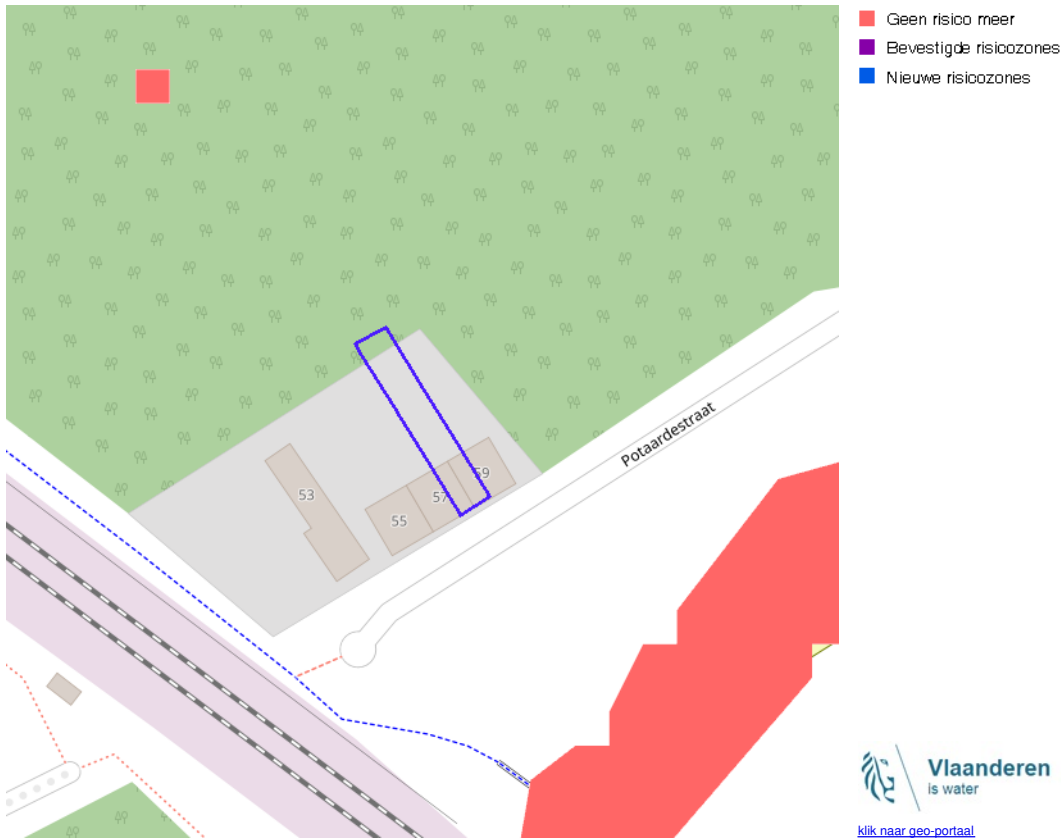 Geen risico meer
Bevestigde risicozones
Nieuwe risicozones
Potaardestraat
59
57
53
55
Vlaanderen
is water
klik naar geo-portaal